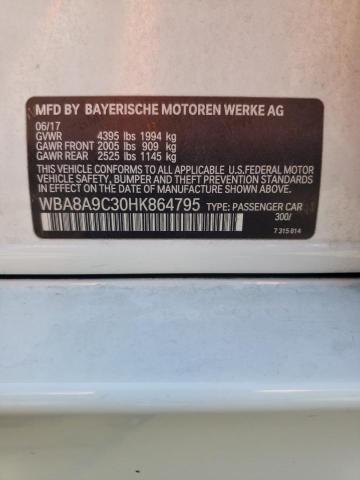 MFD BY BAYERISCHE MOTOREN WERKE AG
06/17
GVWR 4395 lbs 1994 kg
GAWR FRONT 2005 lbs 909 kg
GAWR REAR 2525 lbs 1145 kg
THIS VEHICLE CONFORMS TO ALL APPLICABLE U.S.FEDERAL MOTOR
VEHICLE SAFETY, BUMPER, AND THEFT PREVENTION STANDARDS IN
EFFECT ON THE DATE OF MANUFACTURE SHOWN ABOVE.
WBA8A9C30HK864795 TYPE: PASSENGER CAR
300/
7 315 814